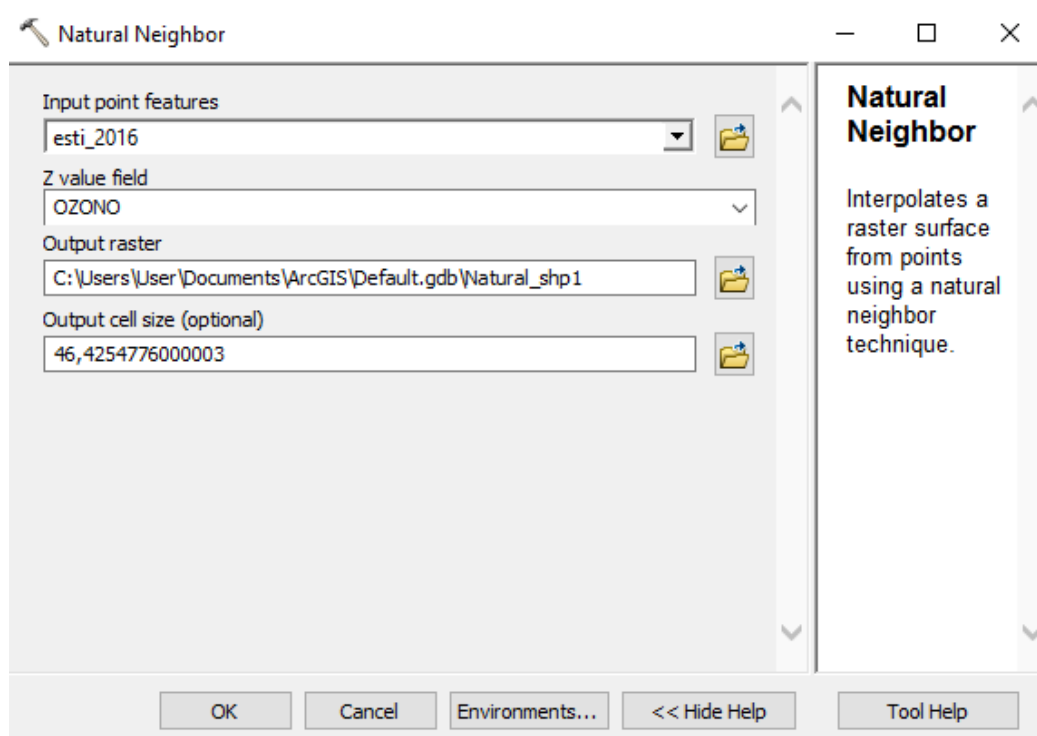 Natural Neighbor
Input point features
esti_2016
Z value field
OZONO
Output raster
C:\Users\User\Documents\ArcGIS\Default.gdb\Natural_shp1
Output cell size (optional)
46,4254776000003
Natural
Neighbor
Interpolates a
raster surface
from points
using a natural
neighbor
technique.
OK
Cancel
Environments...
<< Hide Help
Tool Help